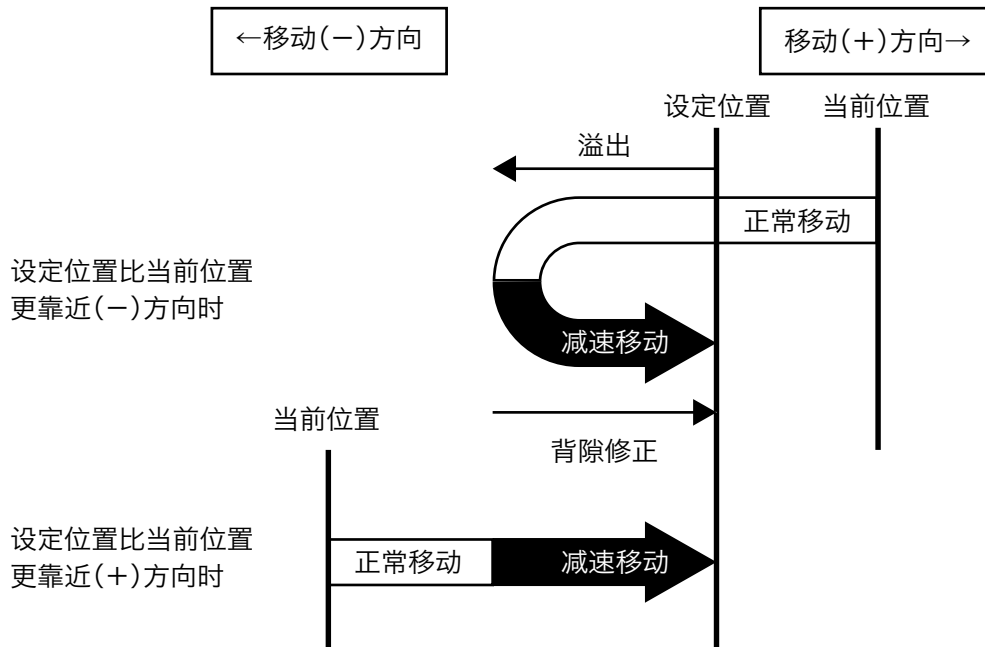 ←移动(－)方向
移动(＋)方向→
设定位置
当前位置
溢出
正常移动
设定位置比当前位置
更靠近(－)方向时
减速移动
当前位置
背隙修正
设定位置比当前位置
更靠近(＋)方向时
正常移动
减速移动